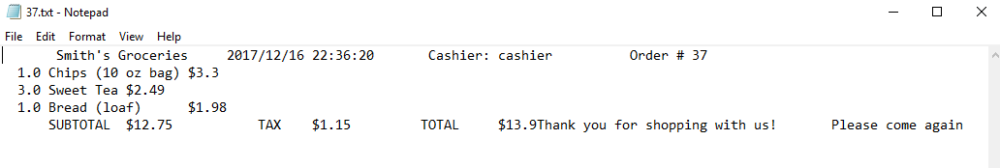 37.txt - Notepad
File Edit Format View Help
Smith's Groceries 2017/12/16 22:36:20 Cashier: cashier Order # 37
1.0 Chips (10 oz bag) $3.3
3.0 Sweet Tea $2.49
1.0 Bread (loaf) $1.98
SUBTOTAL $12.75 TAX $1.15 TOTAL $13.9Thank you for shopping with us! Please come again